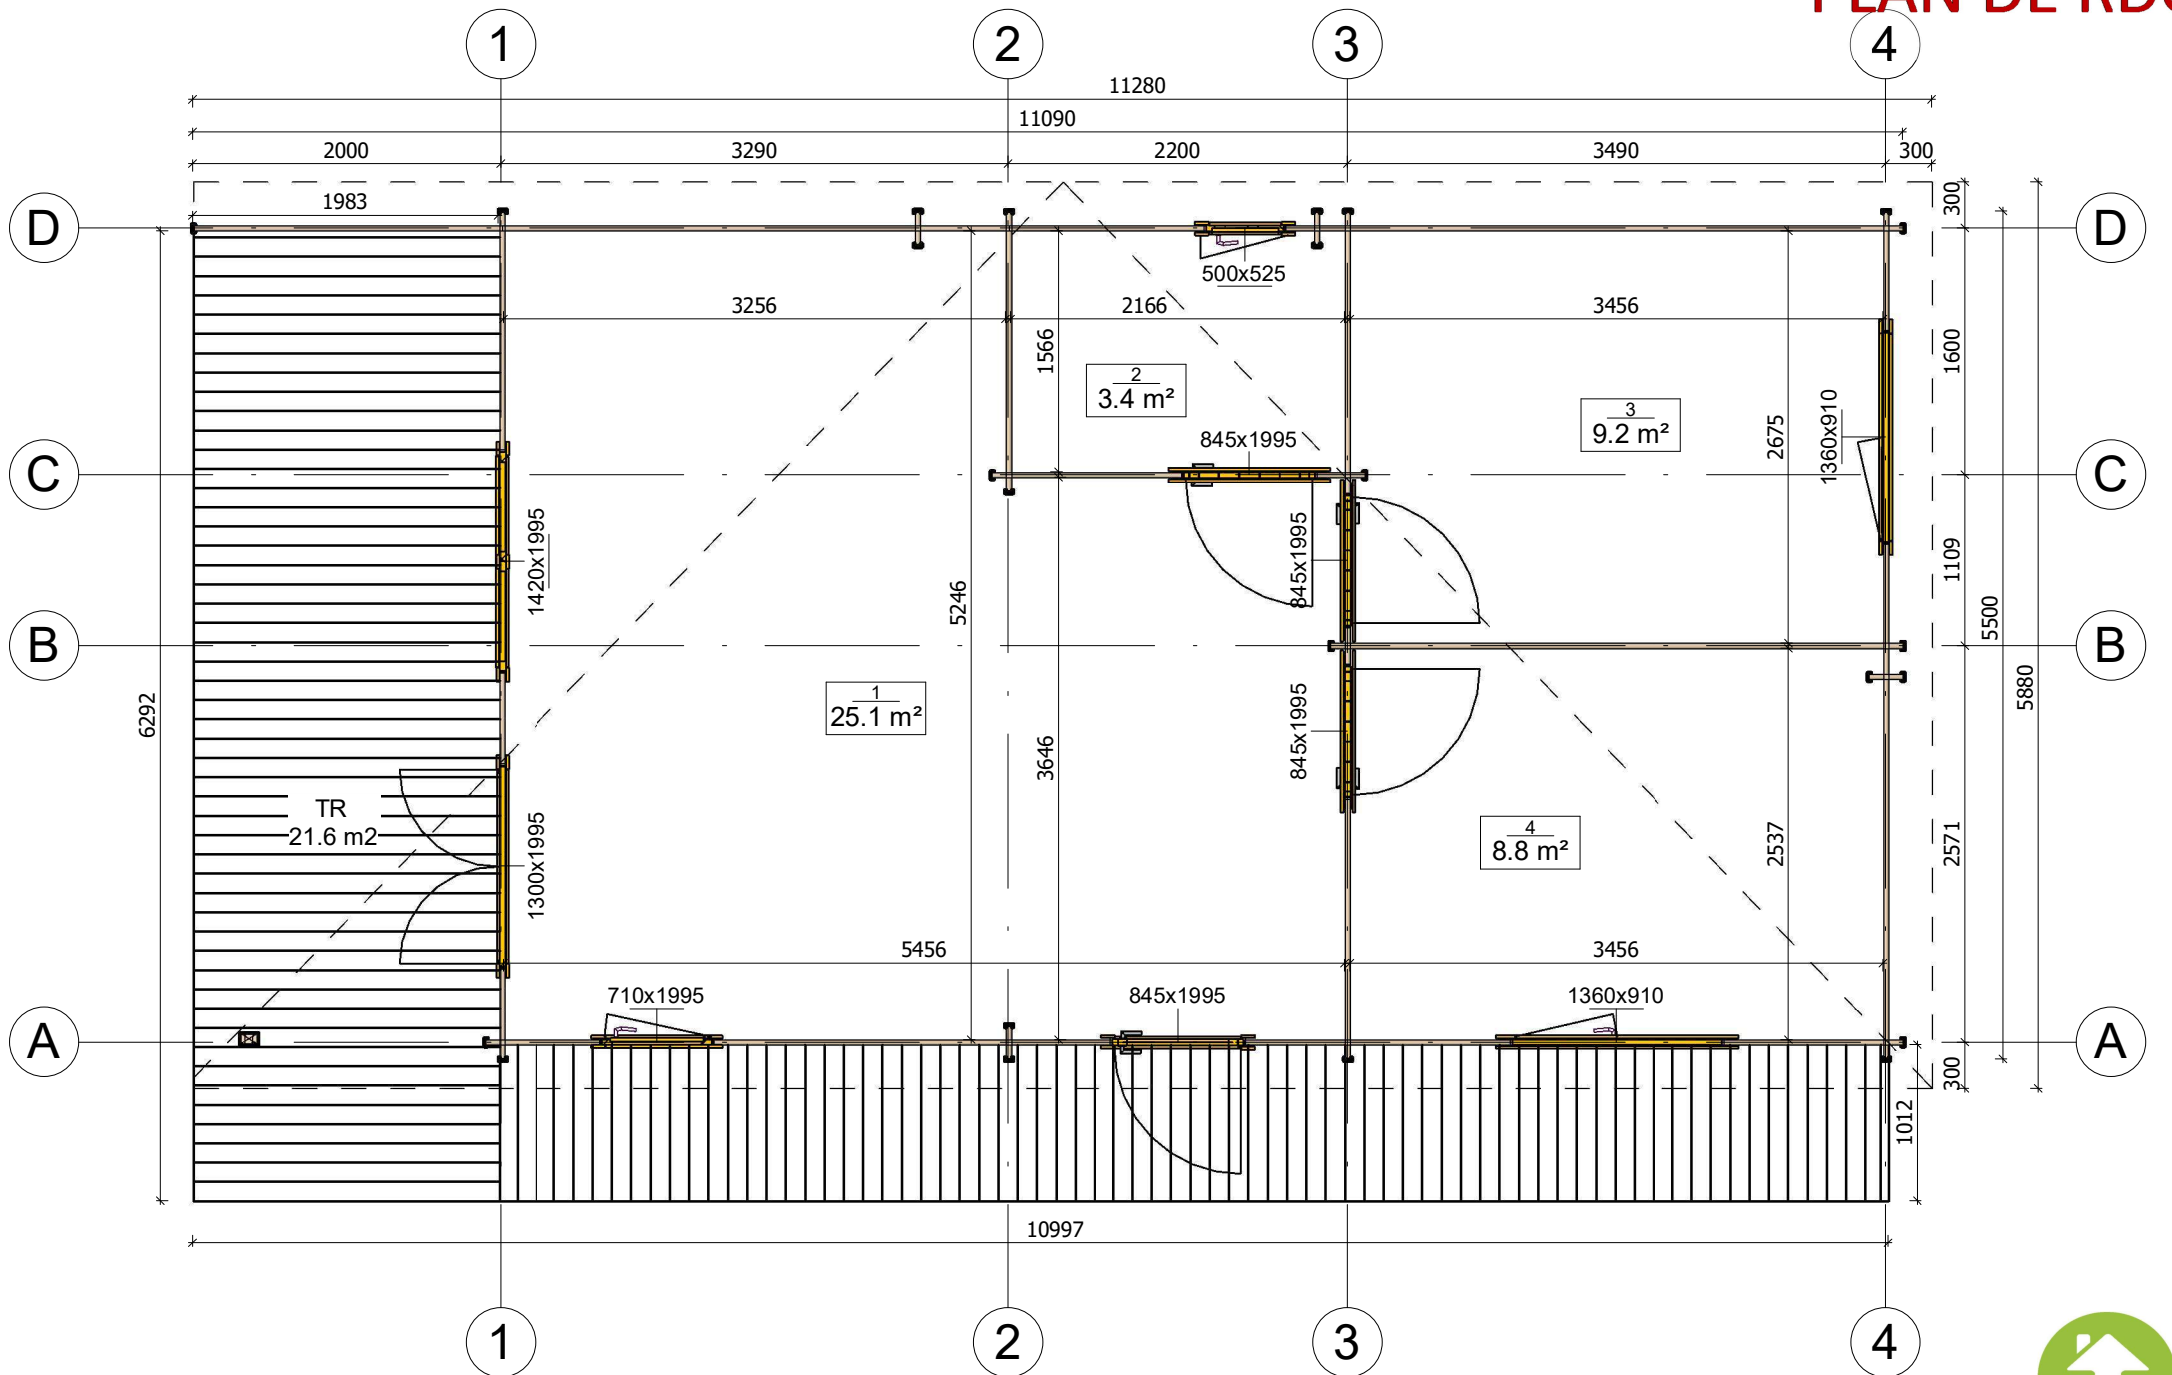 PLAN DE RDC
1 2 3 4
11280
11090
2000 3290 2200 3490 300
1983
D D
300
500x525
3256 2166 3456
1566
1600
2
3.4 m²
3
9.2 m²
1360x910
2675
845x1995
C C
1420x1995
845x1995
1109
5246
5500
B B
5880
6292
1
25.1 m²
845x1995
3646
TR
21.6 m2
1300x1995
4
8.8 m²
2537
2571
5456 3456
710x1995 845x1995 1360x910
A A
300
1012
10997
1 2 3 4